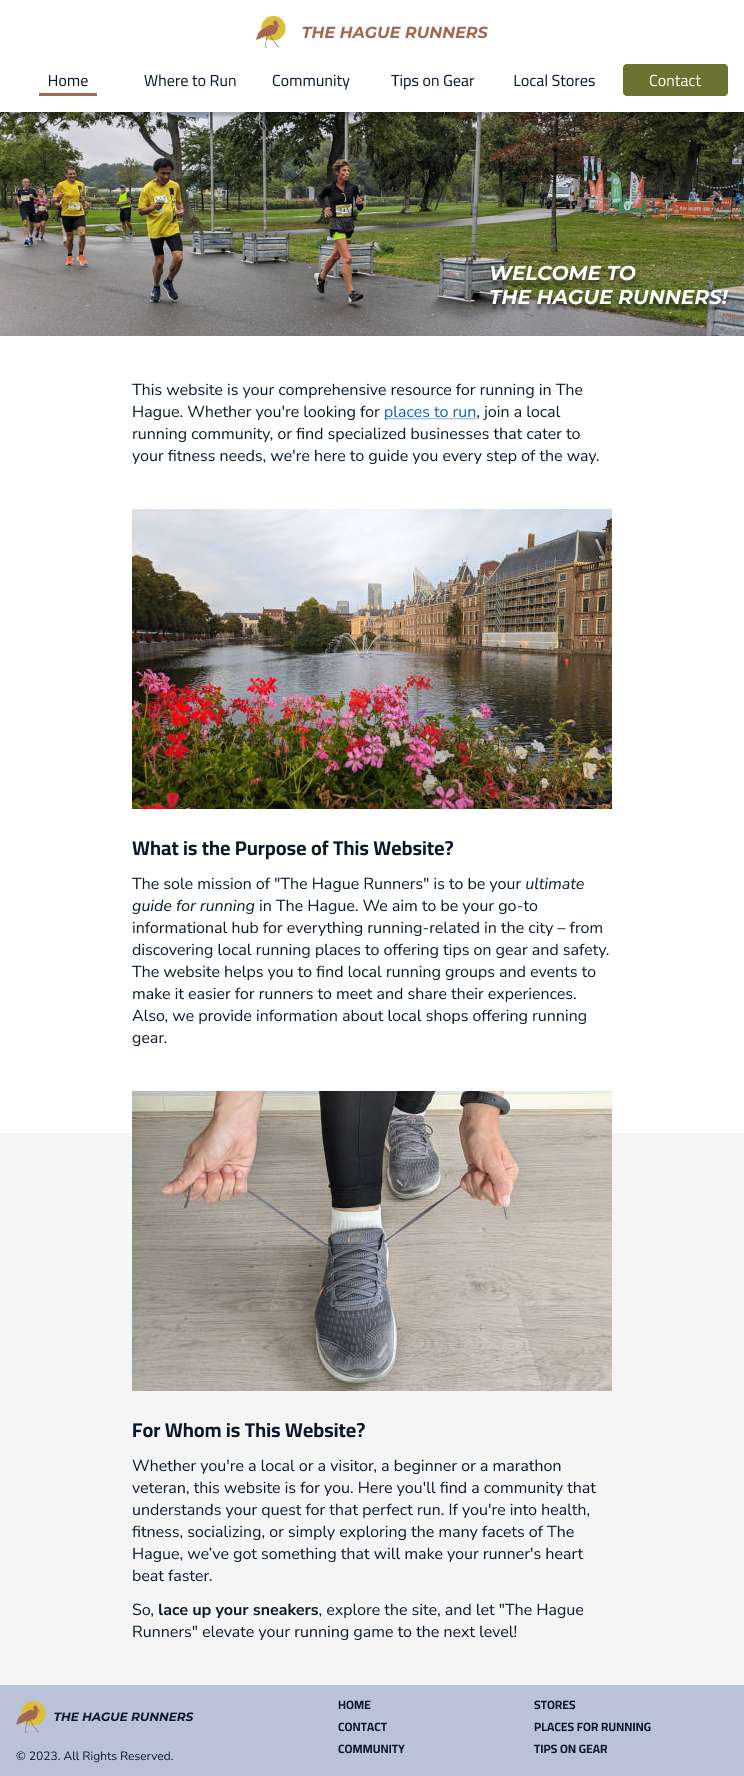 THE HAGUE RUNNERS
Home
Where to Run
Community
Tips on Gear
Local Stores
Contact
WELCOME TO
THE HAGUE RUNNERS!
This website is your comprehensive resource for running in The
Hague. Whether you're looking for places to run, join a local
running community, or find specialized businesses that cater to
your fitness needs, we're here to guide you every step of the way.
What is the Purpose of This Website?
The sole mission of "The Hague Runners" is to be your ultimate
guide for running in The Hague. We aim to be your go-to
informational hub for everything running-related in the city – from
discovering local running places to offering tips on gear and safety.
The website helps you to find local running groups and events to
make it easier for runners to meet and share their experiences.
Also, we provide information about local shops offering running
gear.
For Whom is This Website?
Whether you're a local or a visitor, a beginner or a marathon
veteran, this website is for you. Here you'll find a community that
understands your quest for that perfect run. If you're into health,
fitness, socializing, or simply exploring the many facets of The
Hague, we’ve got something that will make your runner's heart
beat faster.
So, lace up your sneakers, explore the site, and let "The Hague
Runners" elevate your running game to the next level!
THE HAGUE RUNNERS
© 2023. All Rights Reserved.
HOME
CONTACT
COMMUNITY
STORES
PLACES FOR RUNNING
TIPS ON GEAR